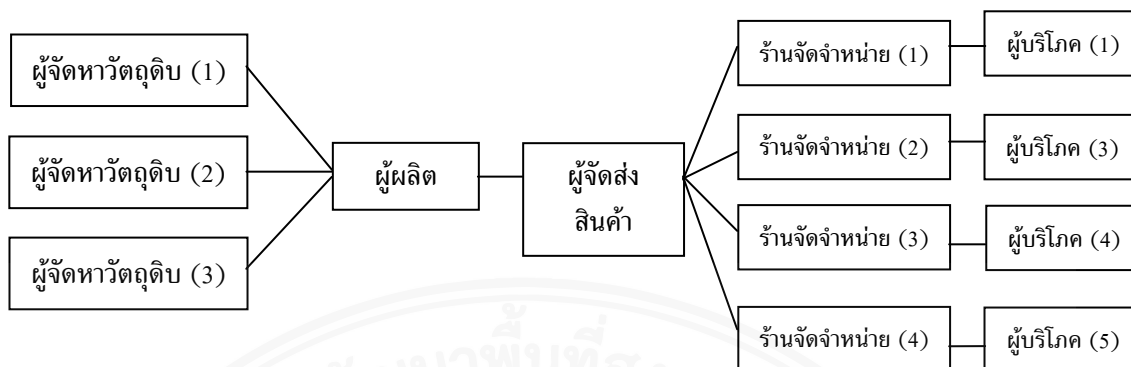 ผู้จัดหาวัตถุดิบ (1)
ผู้จัดหาวัตถุดิบ (2)
ผู้จัดหาวัตถุดิบ (3)
ผู้ผลิต
ผู้จัดส่ง
สินค้า
ร้านจัดจำหน่าย (1)
ผู้บริโภค (1)
ร้านจัดจำหน่าย (2)
ผู้บริโภค (3)
ร้านจัดจำหน่าย (3)
ผู้บริโภค (4)
ร้านจัดจำหน่าย (4)
ผู้บริโภค (5)